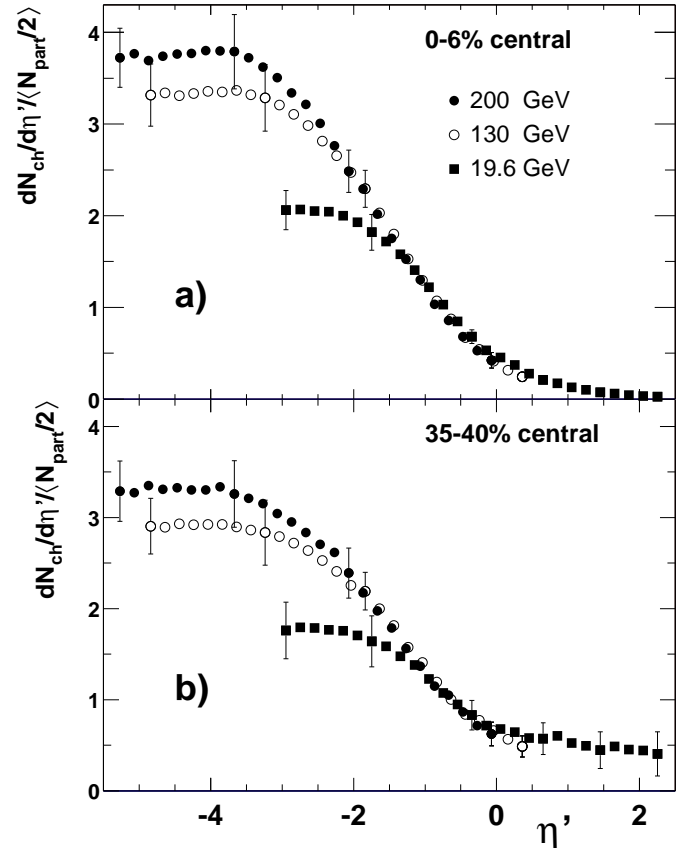 dN_ch/dη'/⟨N_part/2⟩
4
3
2
1
0
0-6% central
200 GeV
130 GeV
19.6 GeV
a)
dN_ch/dη'/⟨N_part/2⟩
4
3
2
1
0
35-40% central
b)
-4 -2 0 2
η'